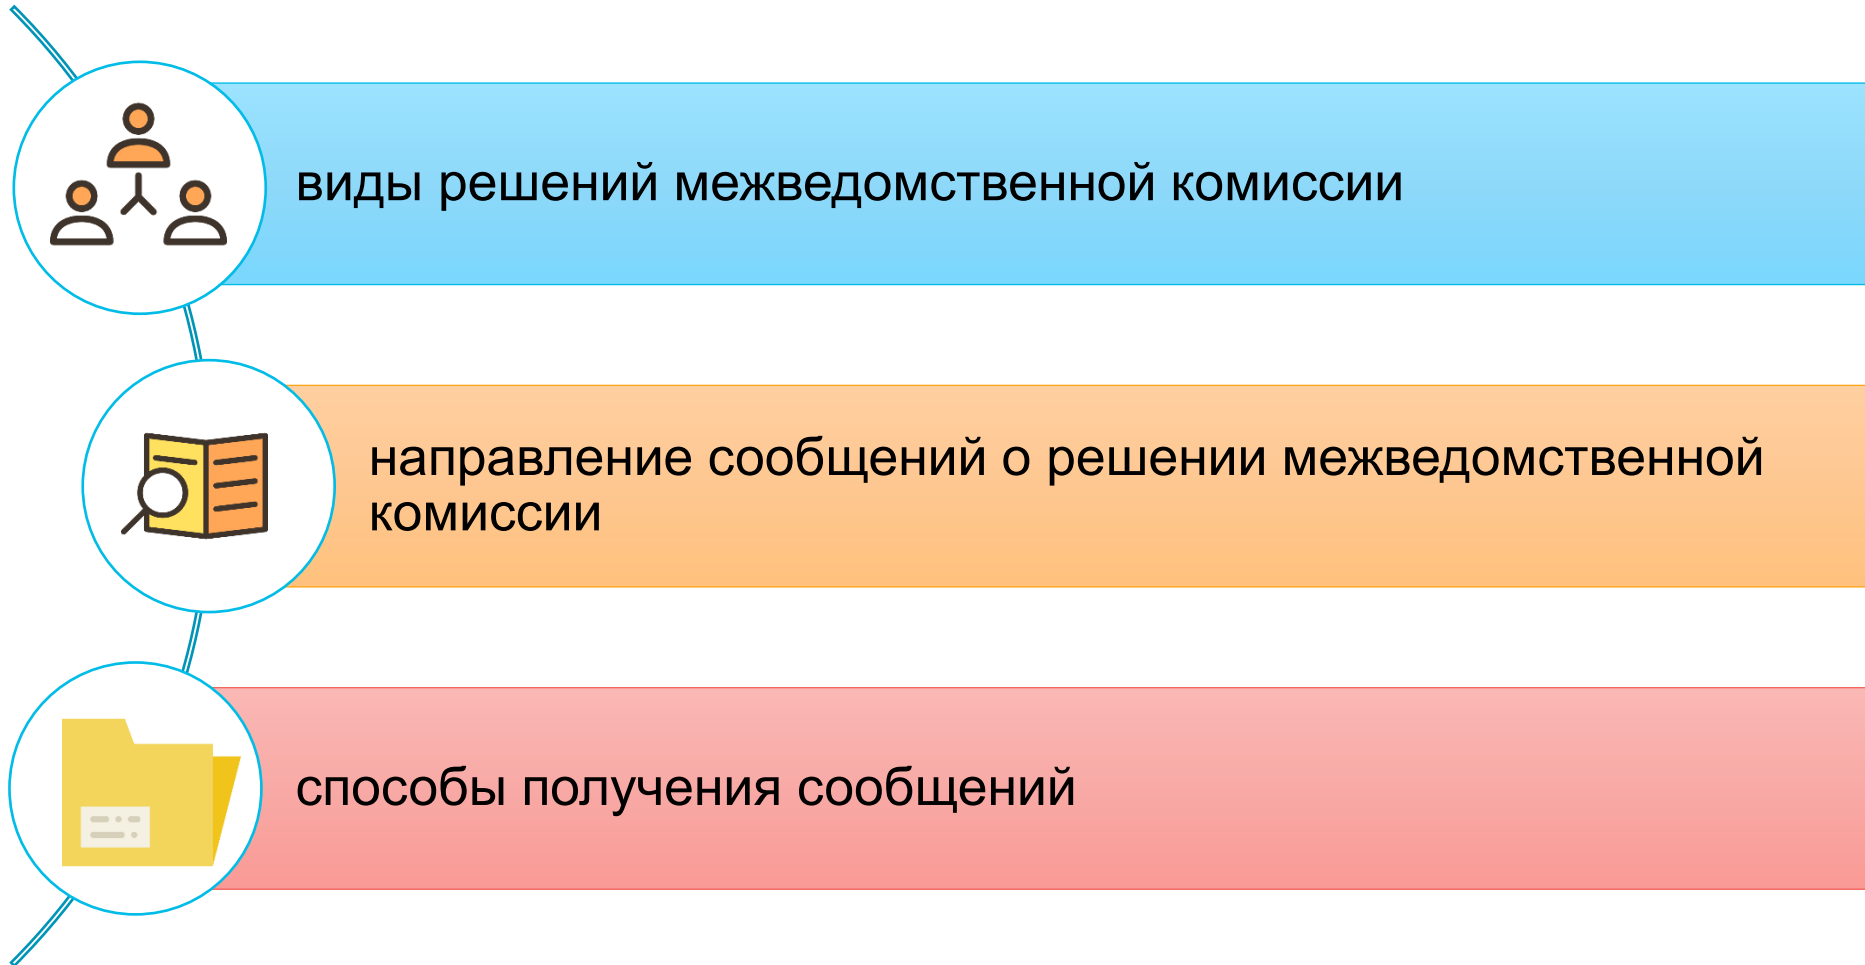 виды решений межведомственной комиссии
направление сообщений о решении межведомственной
комиссии
способы получения сообщений